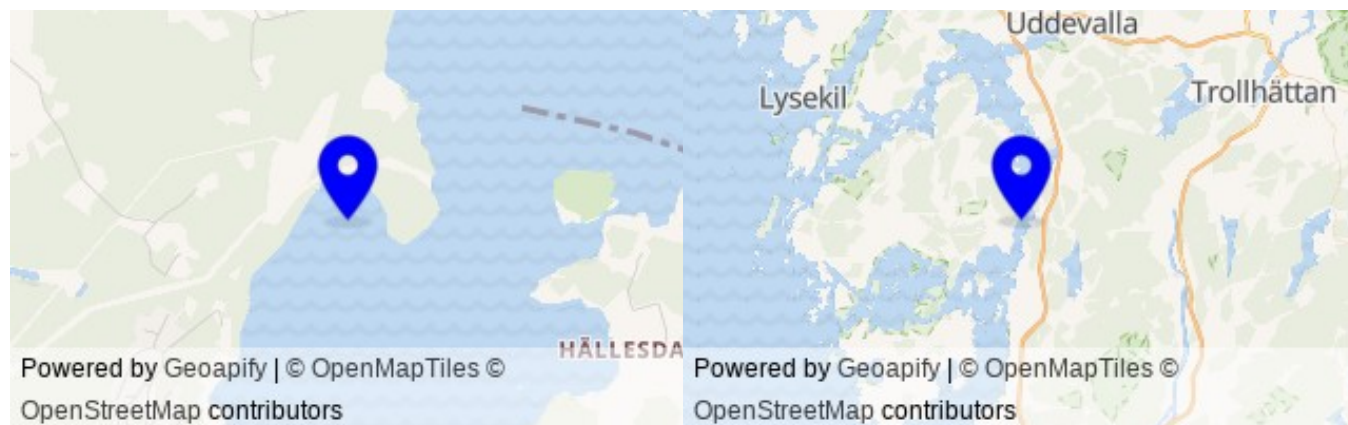 Uddevalla
Lysekil
Trollhättan
HÄLLESDA
Powered by Geoapify | © OpenMapTiles ©
OpenStreetMap contributors
Powered by Geoapify | © OpenMapTiles ©
OpenStreetMap contributors